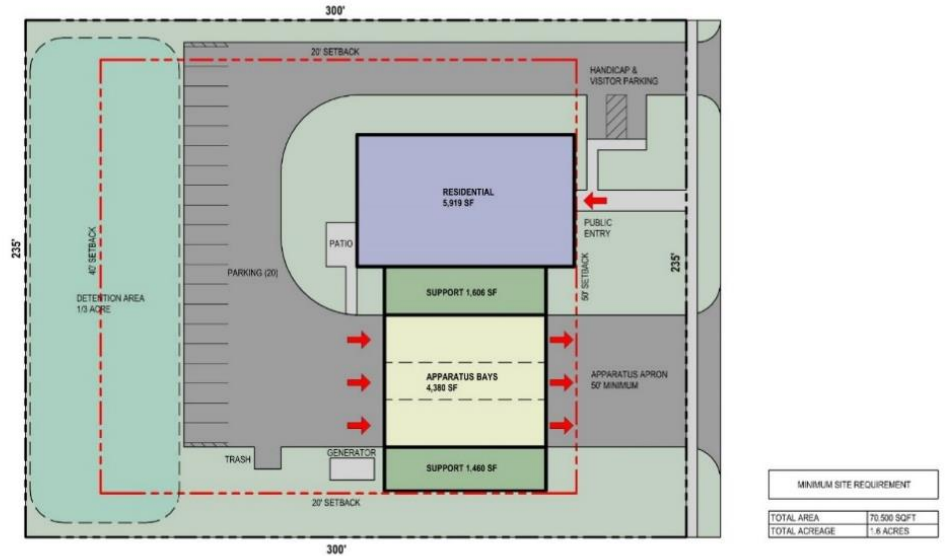 300'
20' SETBACK
HANDICAP &
VISITOR PARKING
RESIDENTIAL
5,919 SF
PUBLIC
ENTRY
PATIO
235'
40' SETBACK
50' SETBACK
235'
PARKING (20)
DETENTION AREA
1/3 ACRE
SUPPORT 1,606 SF
APPARATUS BAYS
4,380 SF
APPARATUS APRON
50' MINIMUM
TRASH
GENERATOR
SUPPORT 1,460 SF
20' SETBACK
300'
MINIMUM SITE REQUIREMENT
TOTAL AREA 70,500 SQFT
TOTAL ACREAGE 1.6 ACRES